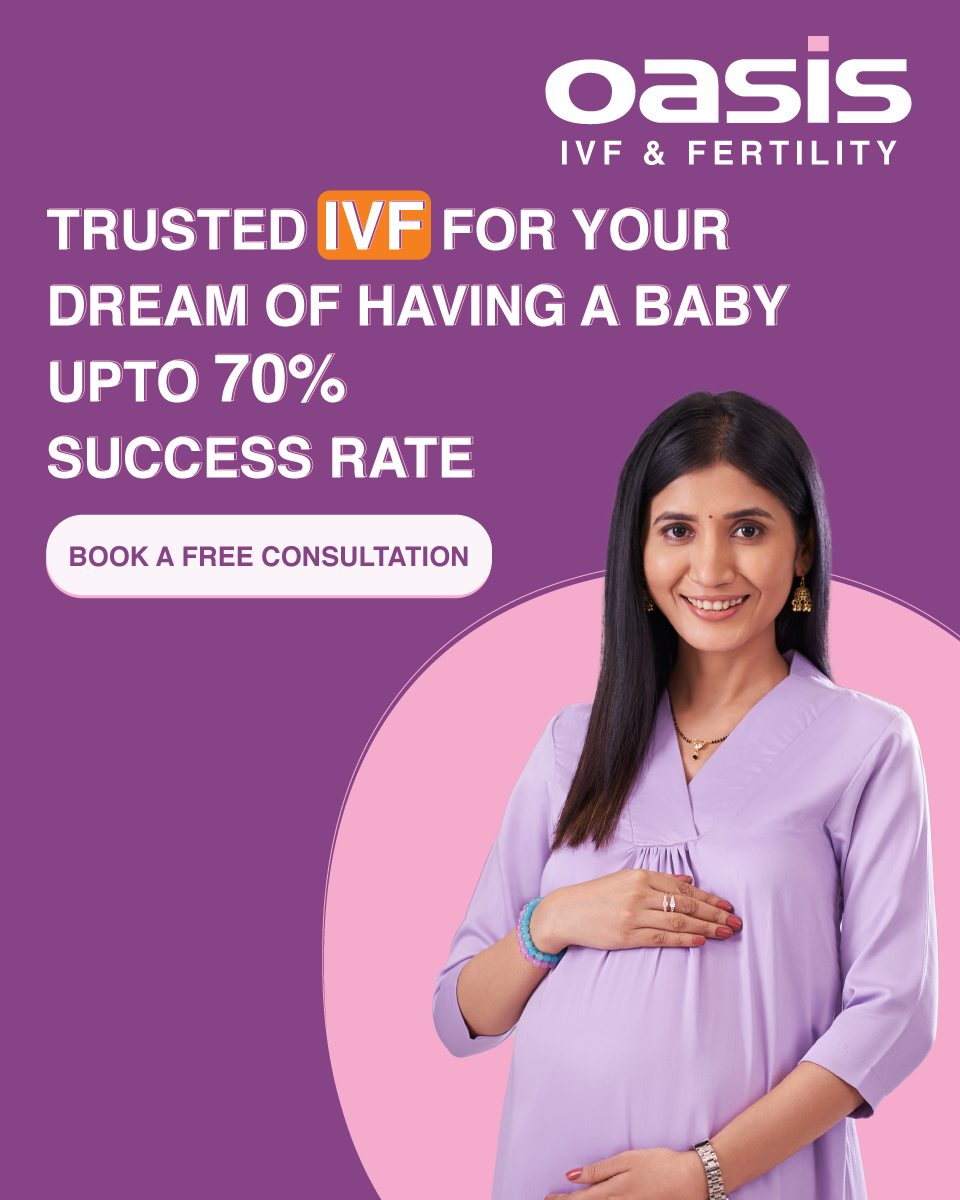 oasis
IVF & FERTILITY
TRUSTED IVF FOR YOUR
DREAM OF HAVING A BABY
UPTO 70%
SUCCESS RATE
BOOK A FREE CONSULTATION